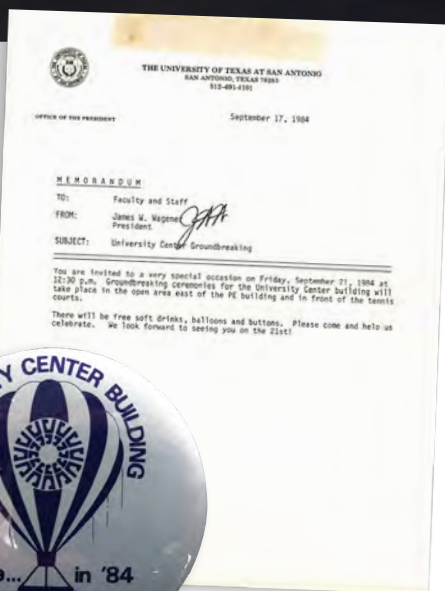 THE UNIVERSITY OF TEXAS AT SAN ANTONIO
SAN ANTONIO, TEXAS 78285
512-691-4101
OFFICE OF THE PRESIDENT
September 17, 1984
MEMORANDUM
TO: Faculty and Staff
FROM: James W. Wagener
President
SUBJECT: University Center Groundbreaking
You are invited to a very special occasion on Friday, September 21, 1984 at
12:30 p.m. Groundbreaking ceremonies for the University Center building will
take place in the open area east of the PE building and in front of the tennis
courts.
There will be free soft drinks, balloons and buttons. Please come and help us
celebrate. We look forward to seeing you on the 21st!
Y CENTER BUILDING
... in '84